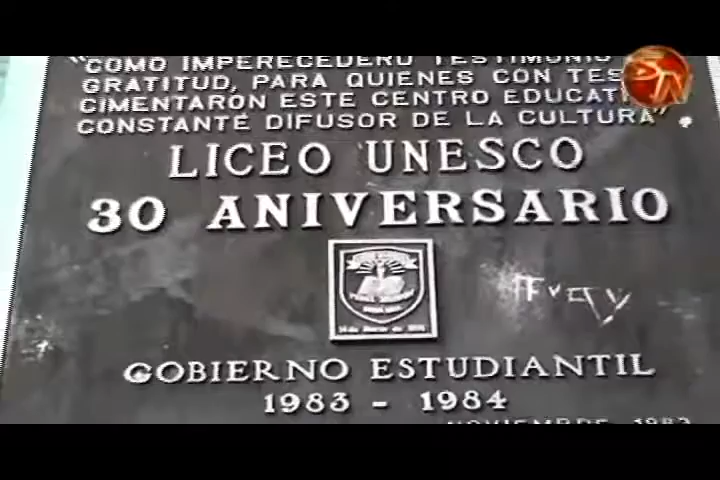 "COMO IMPERECEDERO TESTIMONIO
GRATITUD, PARA QUIENES CON TES
CIMENTARON ESTE CENTRO EDUCATI
CONSTANTE DIFUSOR DE LA CULTURA".
LICEO UNESCO
30 ANIVERSARIO
GOBIERNO ESTUDIANTIL
1983 - 1984
NOVIEMBRE 1983